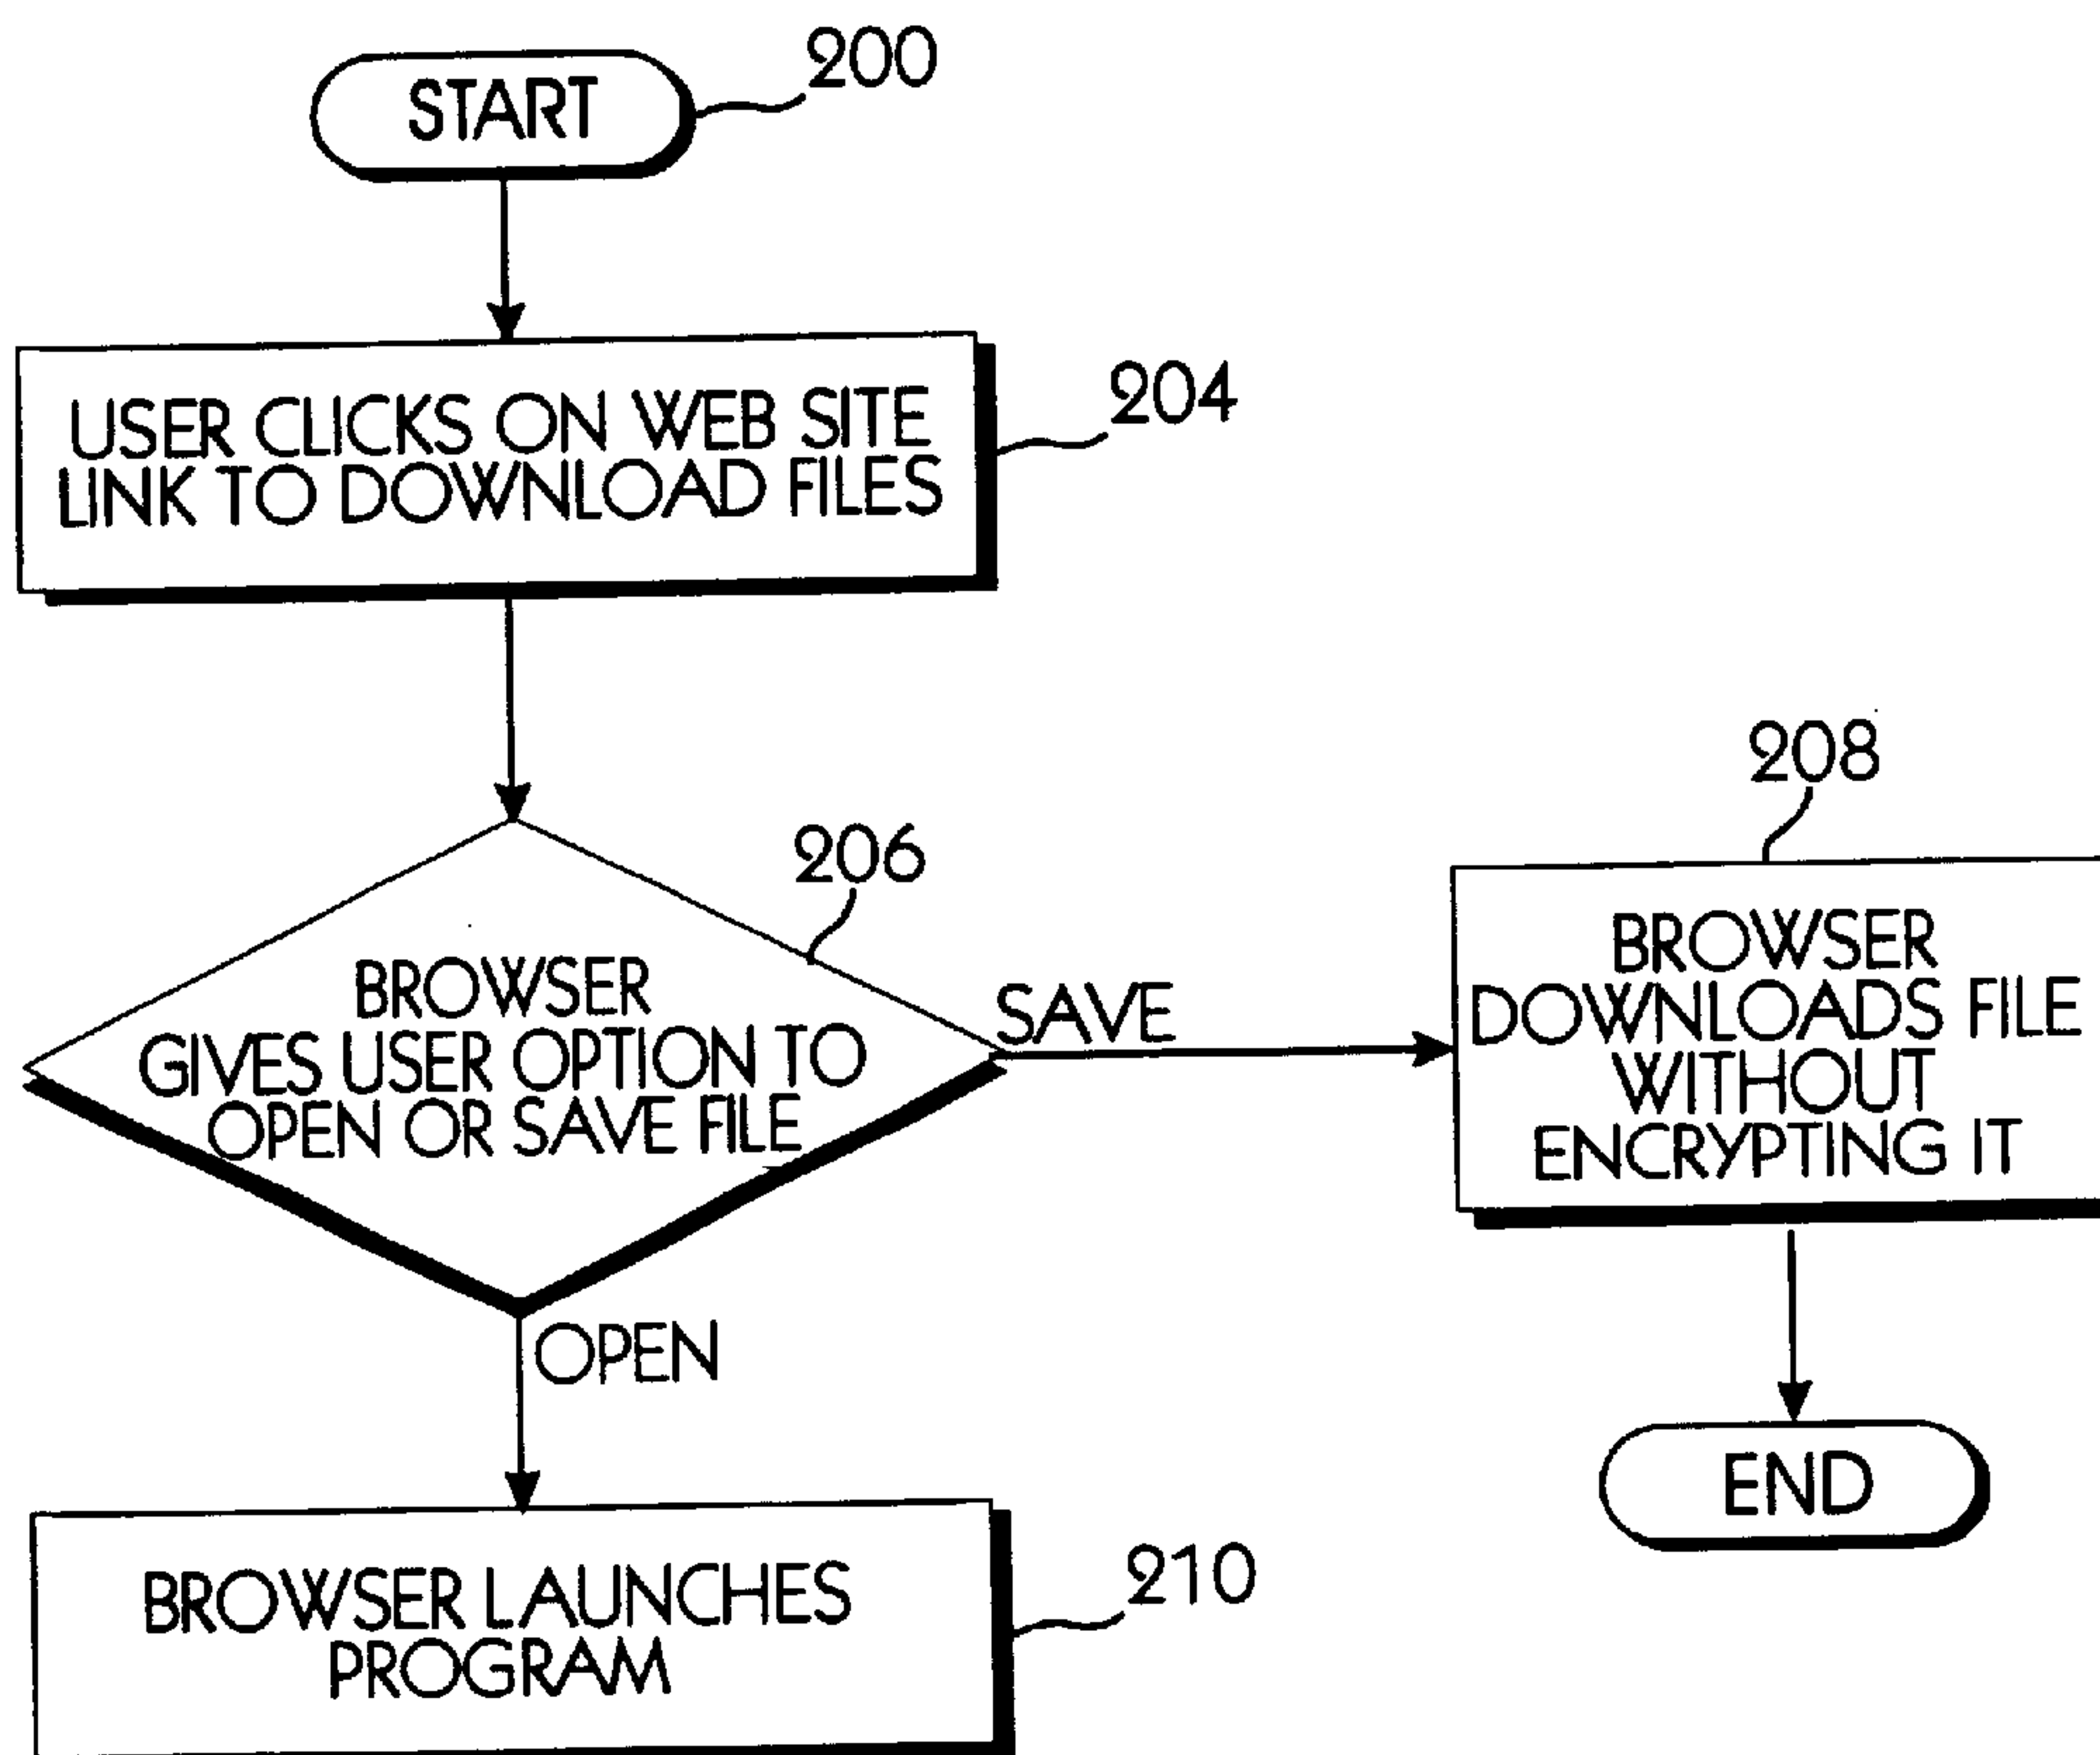 200
START
204
USER CLICKS ON WEB SITE
LINK TO DOWNLOAD FILES
206
BROWSER
GIVES USER OPTION TO
OPEN OR SAVE FILE
SAVE
208
BROWSER
DOWNLOADS FILE
WITHOUT
ENCRYPTING IT
END
OPEN
210
BROWSER LAUNCHES
PROGRAM